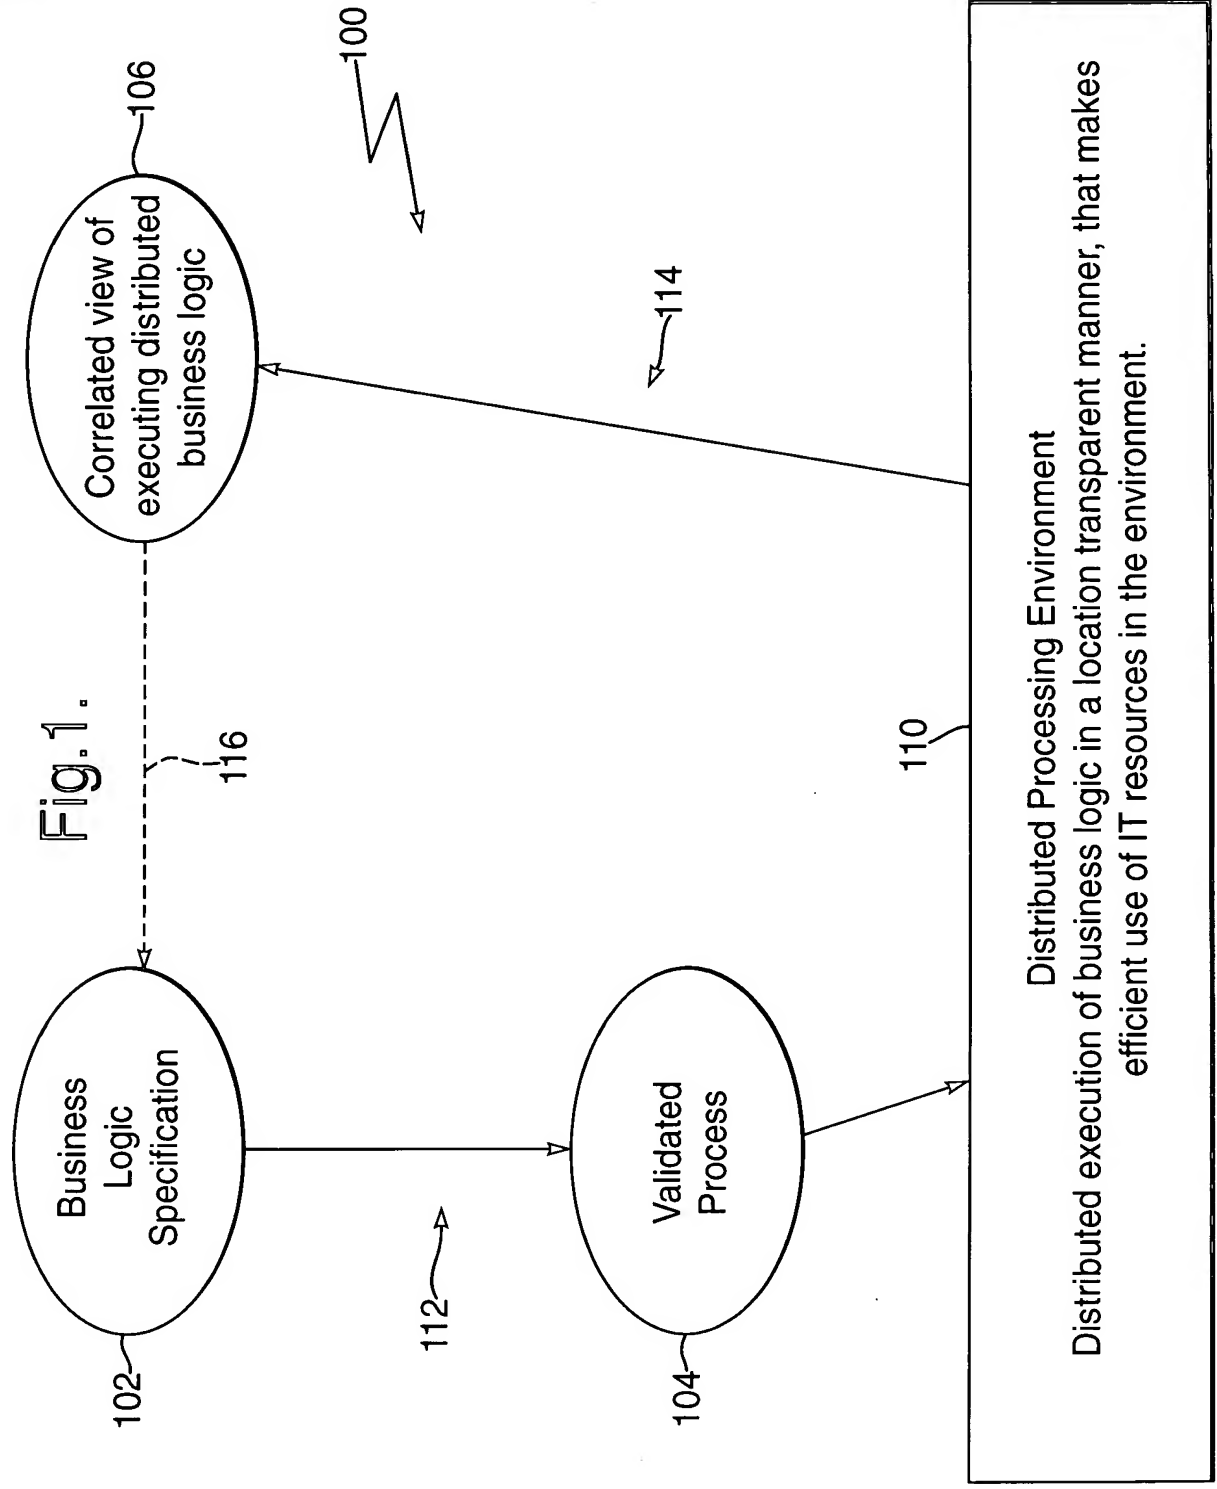 Fig.1.
102
Business
Logic
Specification
116
Correlated view of
executing distributed
business logic
106
100
112
114
104
Validated
Process
110
Distributed Processing Environment
Distributed execution of business logic in a location transparent manner, that makes
efficient use of IT resources in the environment.